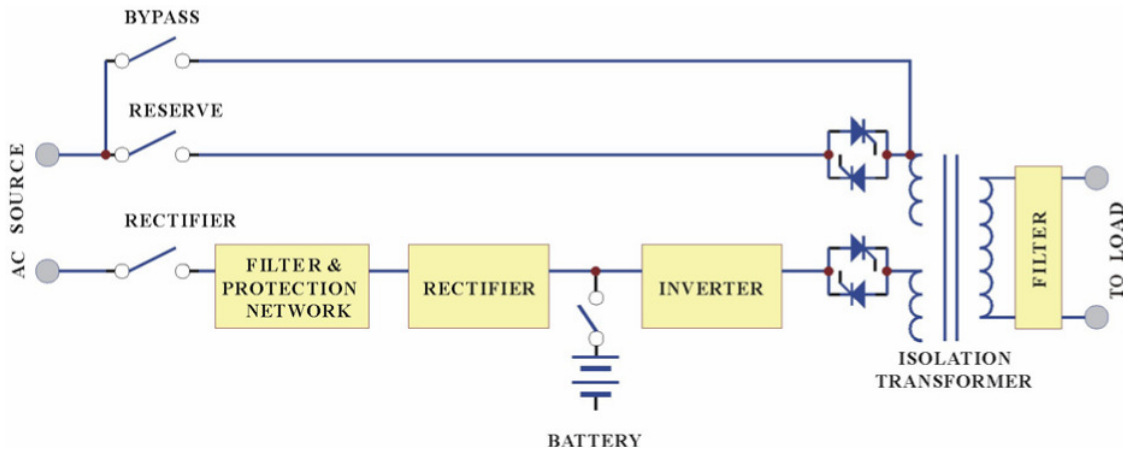 BYPASS
RESERVE
AC SOURCE
RECTIFIER
FILTER &
PROTECTION
NETWORK
RECTIFIER
INVERTER
FILTER
TO LOAD
ISOLATION
TRANSFORMER
BATTERY